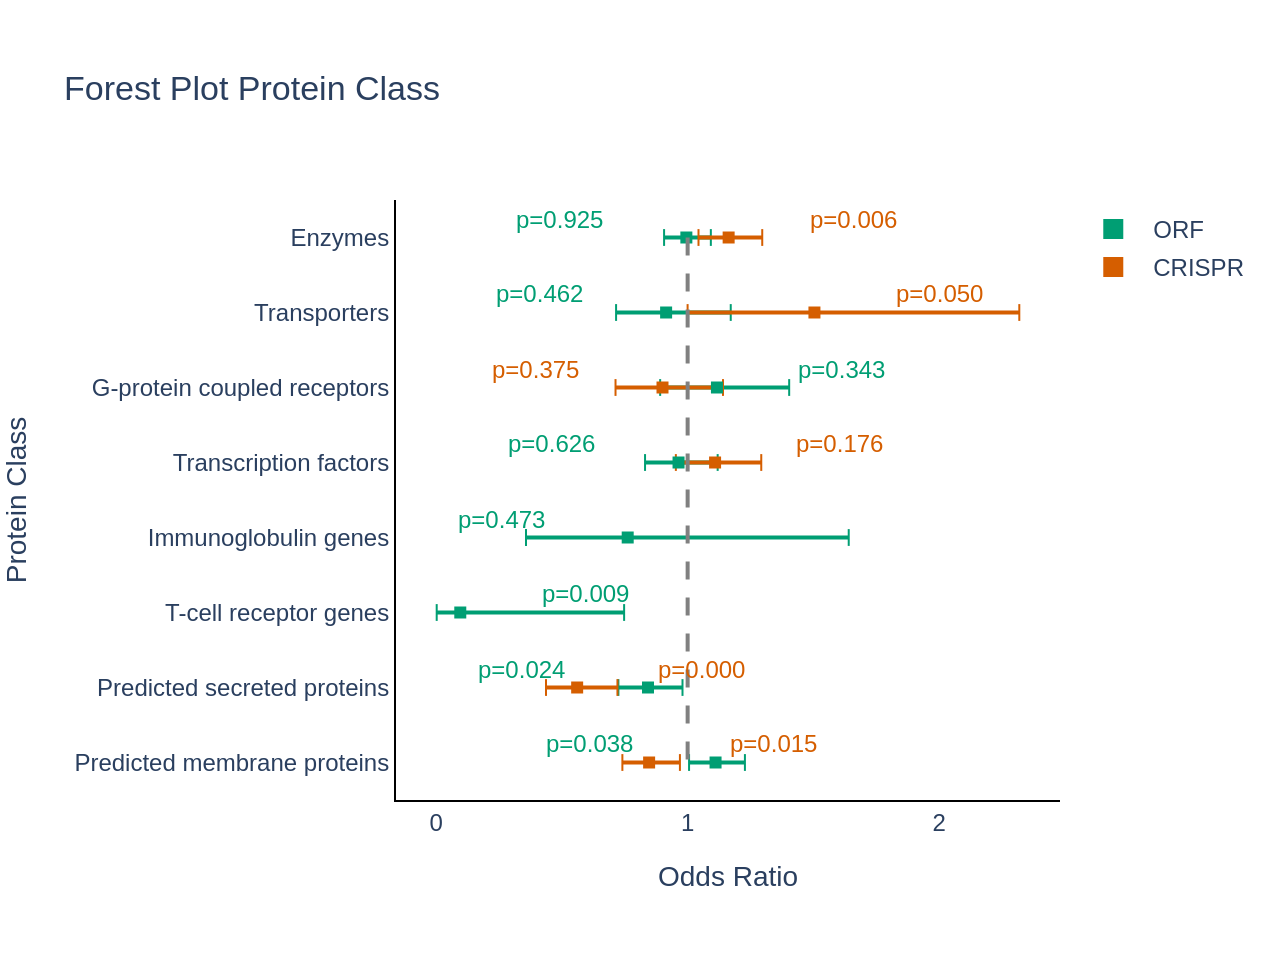 Forest Plot Protein Class
ORF
CRISPR
Protein Class
Enzymes
p=0.925
p=0.006
Transporters
p=0.462
p=0.050
G-protein coupled receptors
p=0.375
p=0.343
Transcription factors
p=0.626
p=0.176
Immunoglobulin genes
p=0.473
T-cell receptor genes
p=0.009
Predicted secreted proteins
p=0.024
p=0.000
Predicted membrane proteins
p=0.038
p=0.015
0 1 2
Odds Ratio